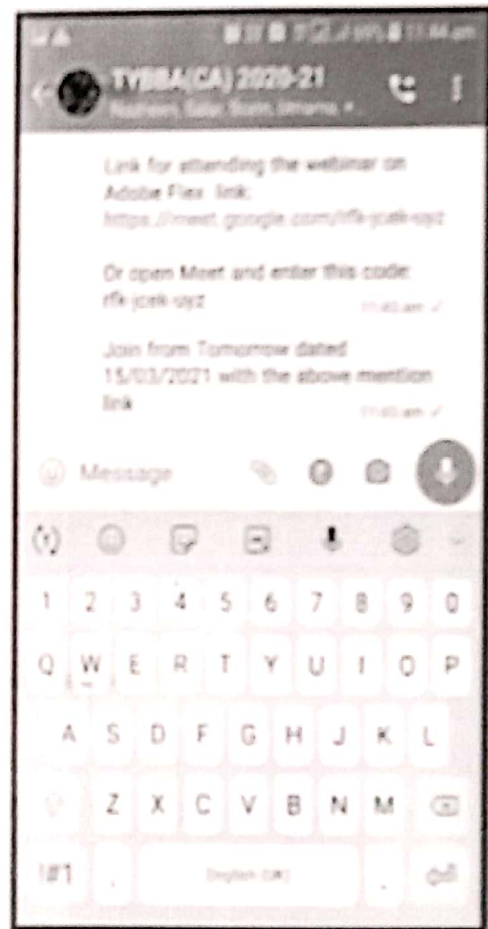 11:44 am
TYBBA(CA) 2020-21
Link for attending the webinar on
Adobe Flex link:
https://meet.google.com/rfk-jcek-uyz
Or open Meet and enter this code:
rfk-jcek-uyz
11:43 am
Join from Tomorrow dated
15/03/2021 with the above mention
link
11:43 am
Message
1 2 3 4 5 6 7 8 9 0
Q W E R T Y U I O P
A S D F G H J K L
Z X C V B N M
!#1 , English (UK) .